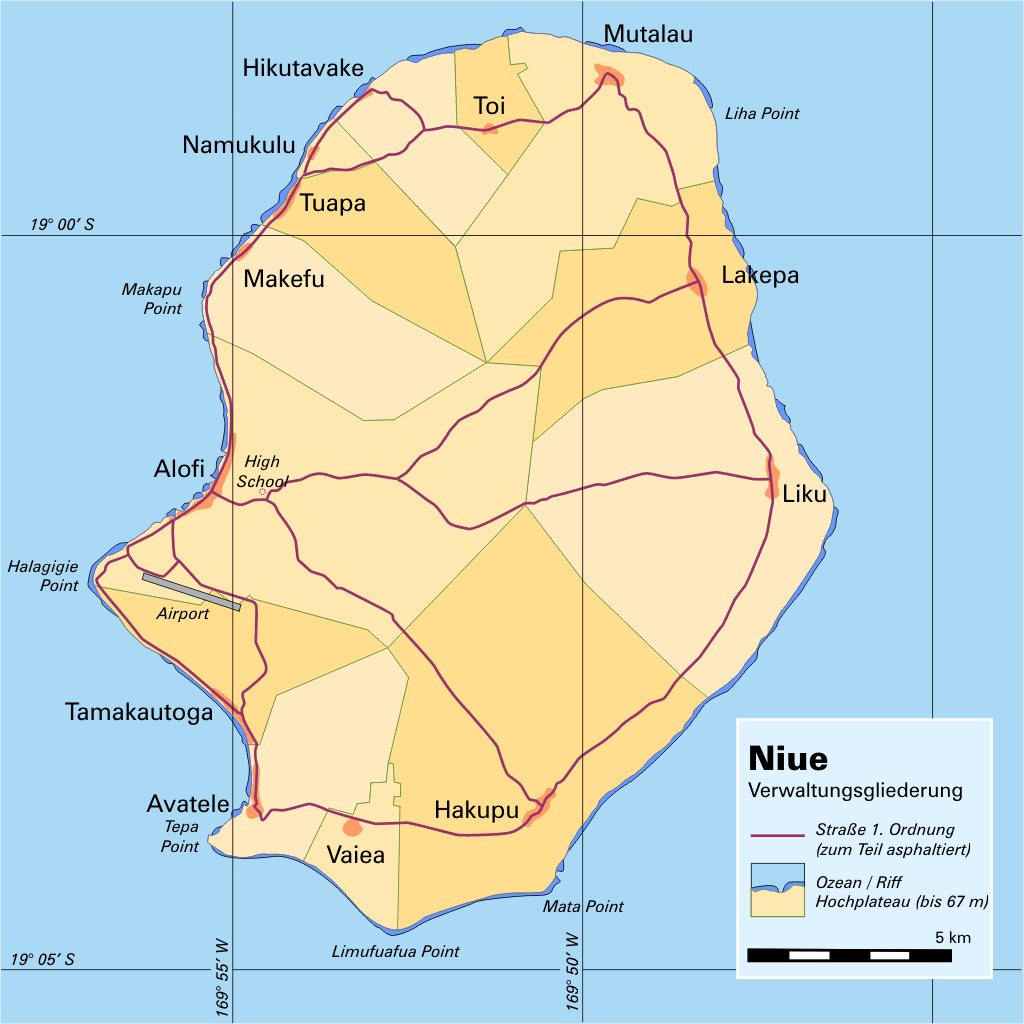 Mutalau
Hikutavake
Toi
Liha Point
Namukulu
Tuapa
19° 00′ S
Makefu
Lakepa
Makapu
Point
Alofi
High
School
Liku
Halagigie
Point
Airport
Tamakautoga
Avatele
Tepa
Point
Hakupu
Vaiea
Mata Point
Limufuafua Point
19° 05′ S
169° 55′ W
169° 50′ W
Niue
Verwaltungsgliederung
Straße 1. Ordnung
(zum Teil asphaltiert)
Ozean / Riff
Hochplateau (bis 67 m)
5 km